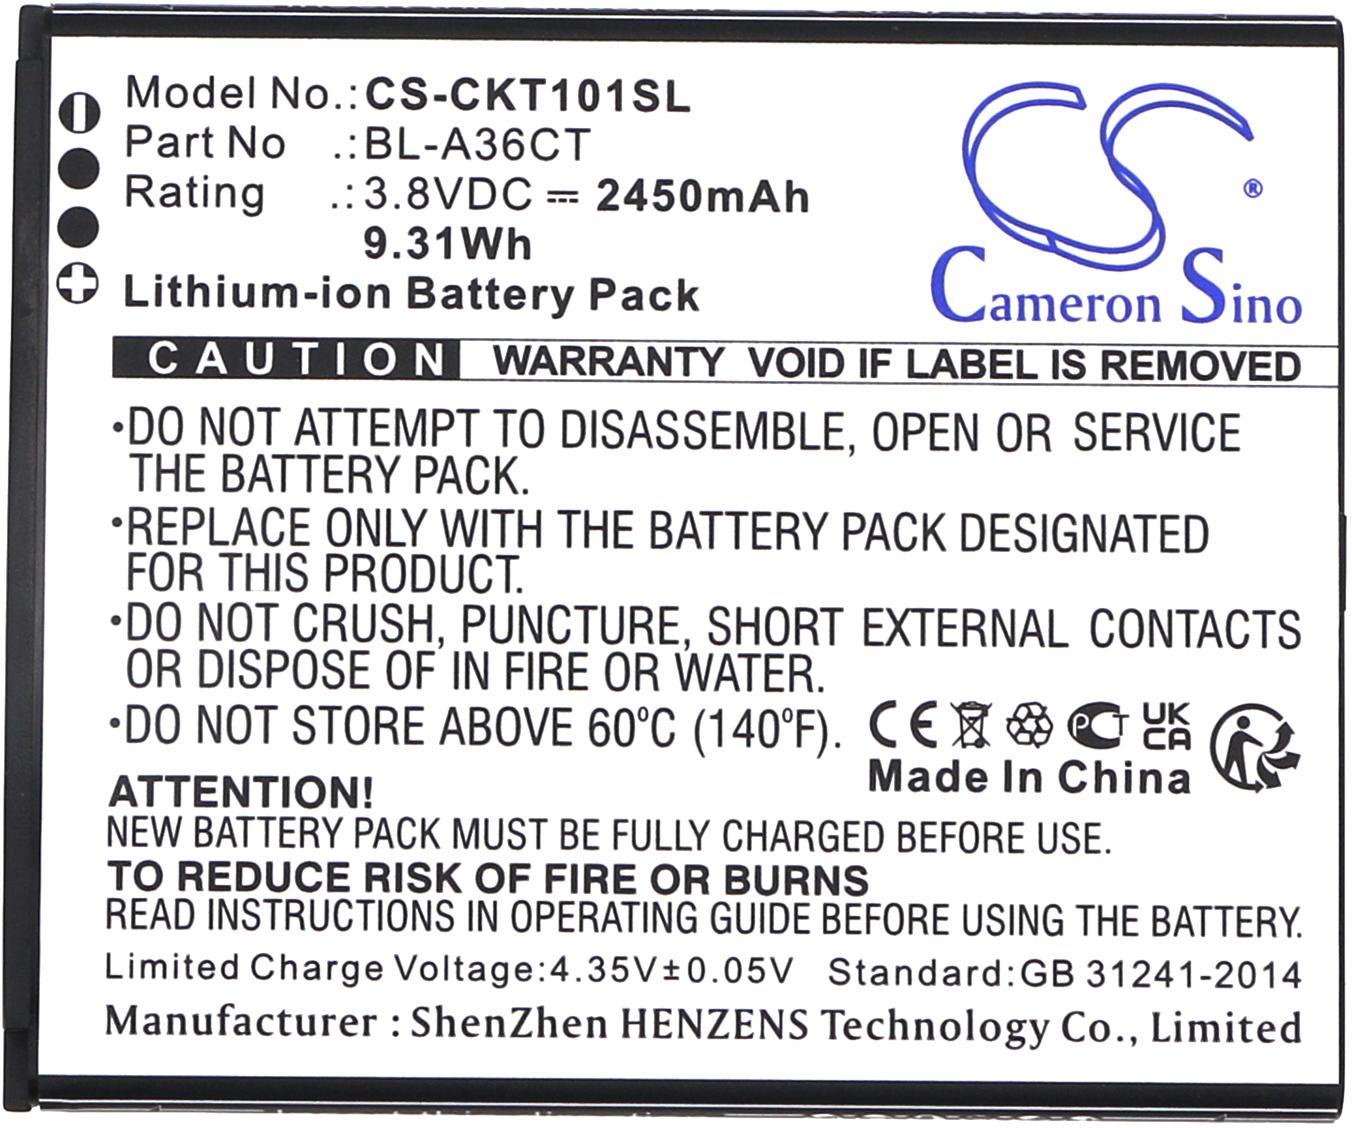 Model No.:CS-CKT101SL
Part No .:BL-A36CT
Rating .:3.8VDC ⎓ 2450mAh
9.31Wh
Lithium-ion Battery Pack
CS
®
Cameron Sino
CAUTION WARRANTY VOID IF LABEL IS REMOVED
·DO NOT ATTEMPT TO DISASSEMBLE, OPEN OR SERVICE
THE BATTERY PACK.
·REPLACE ONLY WITH THE BATTERY PACK DESIGNATED
FOR THIS PRODUCT.
·DO NOT CRUSH, PUNCTURE, SHORT EXTERNAL CONTACTS
OR DISPOSE OF IN FIRE OR WATER.
·DO NOT STORE ABOVE 60°C (140°F).
CE PCT UK CA
Made In China
ATTENTION!
NEW BATTERY PACK MUST BE FULLY CHARGED BEFORE USE.
TO REDUCE RISK OF FIRE OR BURNS
READ INSTRUCTIONS IN OPERATING GUIDE BEFORE USING THE BATTERY.
Limited Charge Voltage:4.35V±0.05V Standard:GB 31241-2014
Manufacturer : ShenZhen HENZENS Technology Co., Limited